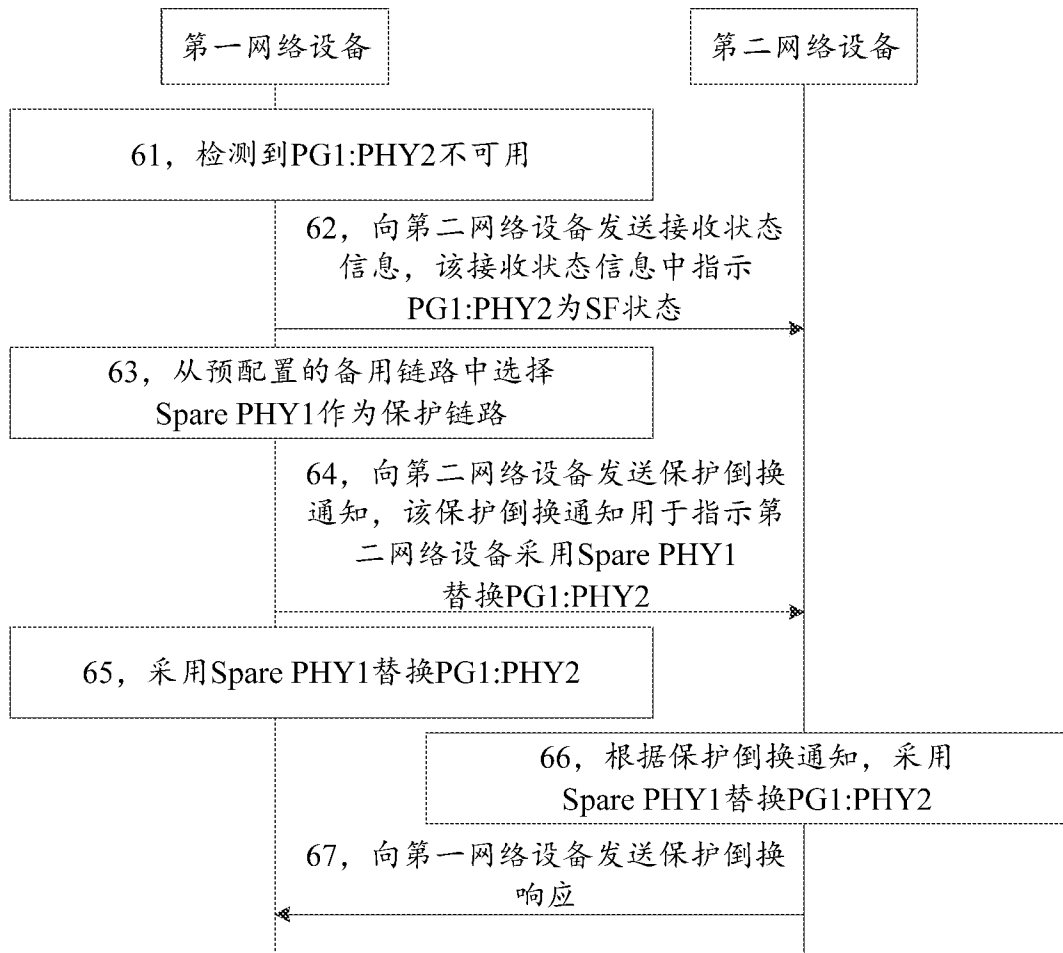 第一网络设备
第二网络设备
61，检测到PG1:PHY2不可用
62，向第二网络设备发送接收状态
信息，该接收状态信息中指示
PG1:PHY2为SF状态
63，从预配置的备用链路中选择
Spare PHY1作为保护链路
64，向第二网络设备发送保护倒换
通知，该保护倒换通知用于指示第
二网络设备采用Spare PHY1
替换PG1:PHY2
65，采用Spare PHY1替换PG1:PHY2
66，根据保护倒换通知，采用
Spare PHY1替换PG1:PHY2
67，向第一网络设备发送保护倒换
响应